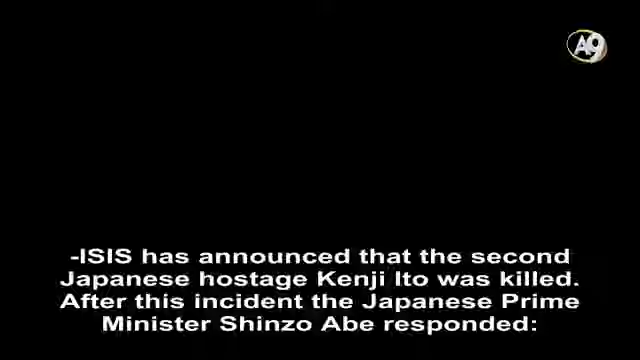 A9
-ISIS has announced that the second
Japanese hostage Kenji Ito was killed.
After this incident the Japanese Prime
Minister Shinzo Abe responded: